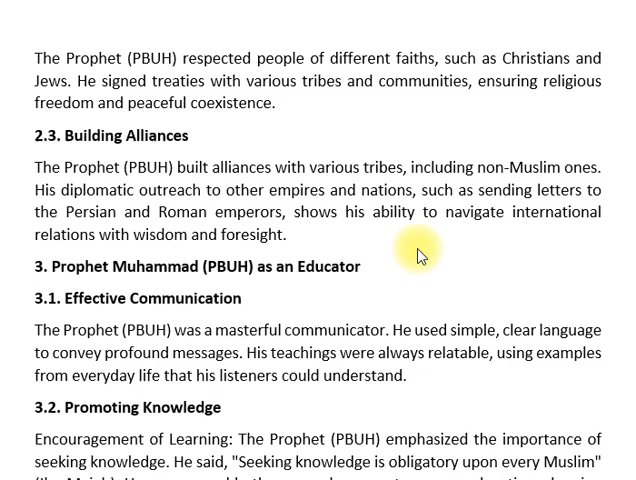 The Prophet (PBUH) respected people of different faiths, such as Christians and
Jews. He signed treaties with various tribes and communities, ensuring religious
freedom and peaceful coexistence.
2.3. Building Alliances
The Prophet (PBUH) built alliances with various tribes, including non-Muslim ones.
His diplomatic outreach to other empires and nations, such as sending letters to
the Persian and Roman emperors, shows his ability to navigate international
relations with wisdom and foresight.
3. Prophet Muhammad (PBUH) as an Educator
3.1. Effective Communication
The Prophet (PBUH) was a masterful communicator. He used simple, clear language
to convey profound messages. His teachings were always relatable, using examples
from everyday life that his listeners could understand.
3.2. Promoting Knowledge
Encouragement of Learning: The Prophet (PBUH) emphasized the importance of
seeking knowledge. He said, "Seeking knowledge is obligatory upon every Muslim"